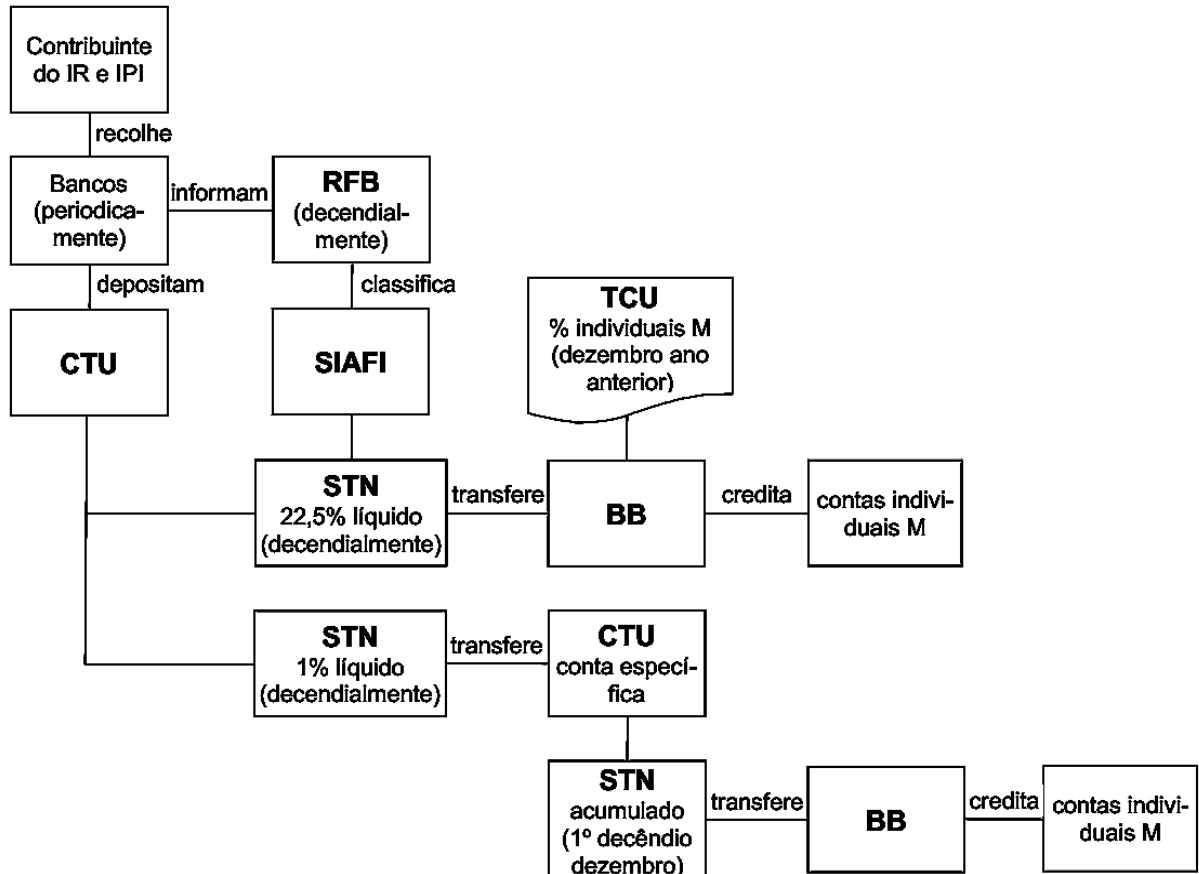 Contribuinte
do IR e IPI
recolhe
Bancos
(periodica-
mente)
informam
RFB
(decendial-
mente)
depositam
classifica
CTU
SIAFI
TCU
% individuais M
(dezembro ano
anterior)
STN
22,5% líquido
(decendialmente)
transfere
BB
credita
contas indivi-
duais M
STN
1% líquido
(decendialmente)
transfere
CTU
conta especí-
fica
STN
acumulado
(1º decêndio
dezembro)
transfere
BB
credita
contas indivi-
duais M